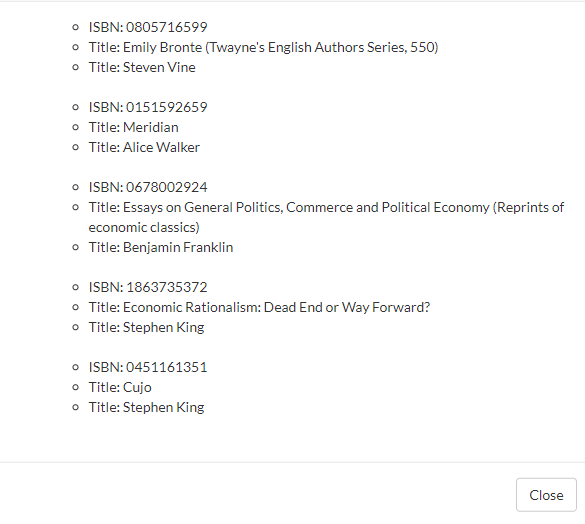 ISBN: 0805716599
Title: Emily Bronte (Twayne's English Authors Series, 550)
Title: Steven Vine
ISBN: 0151592659
Title: Meridian
Title: Alice Walker
ISBN: 0678002924
Title: Essays on General Politics, Commerce and Political Economy (Reprints of
economic classics)
Title: Benjamin Franklin
ISBN: 1863735372
Title: Economic Rationalism: Dead End or Way Forward?
Title: Stephen King
ISBN: 0451161351
Title: Cujo
Title: Stephen King
Close